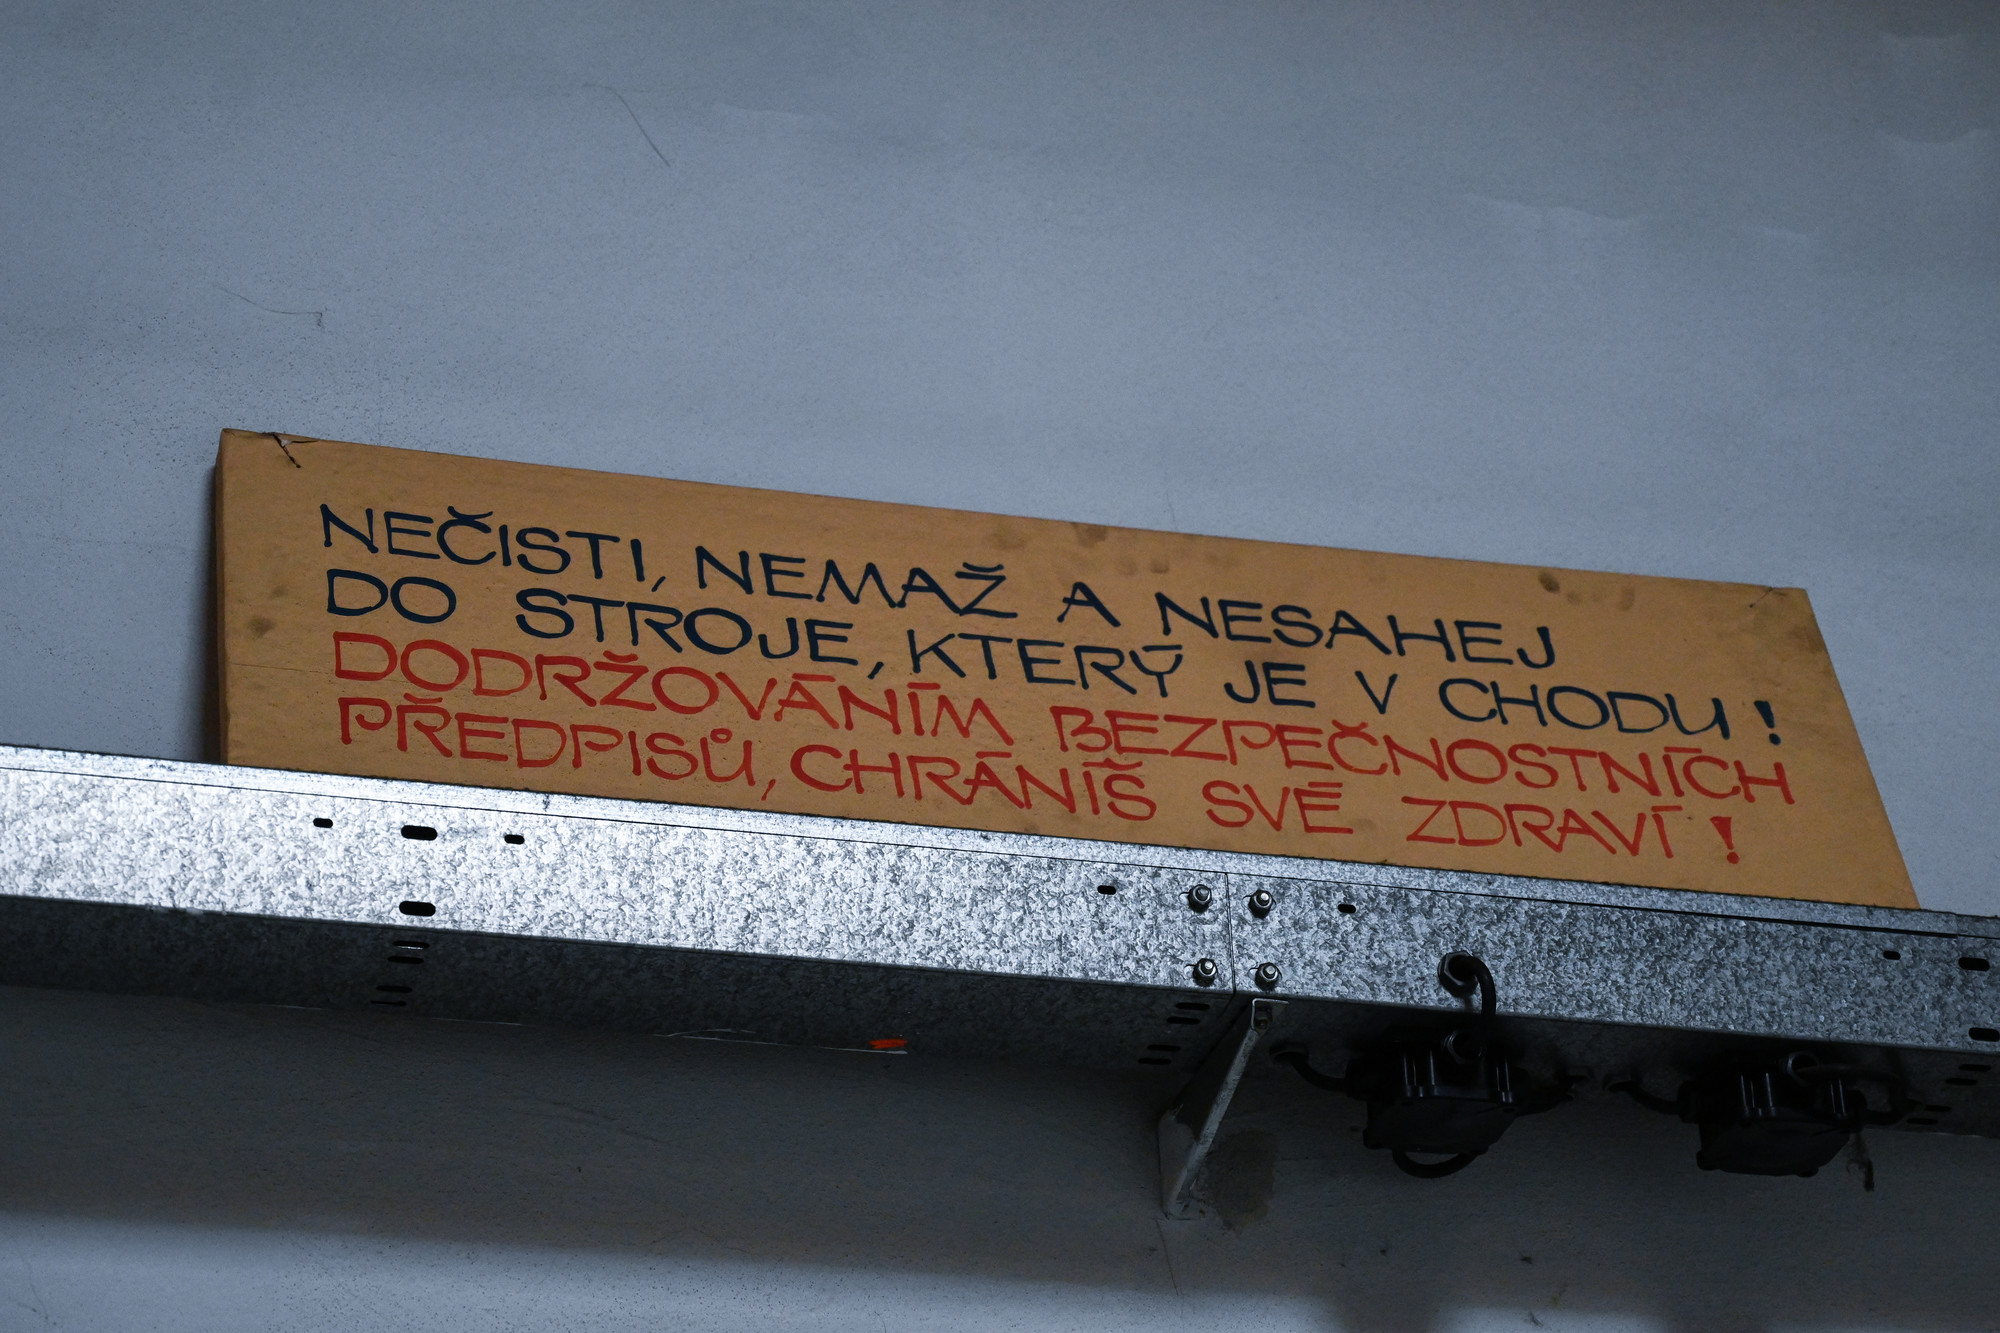 NEČISTI, NEMAŽ A NESAHEJ
DO STROJE, KTERÝ JE V CHODU !
DODRŽOVÁNÍM BEZPEČNOSTNÍCH
PŘEDPISŮ, CHRÁNÍŠ SVÉ ZDRAVÍ !